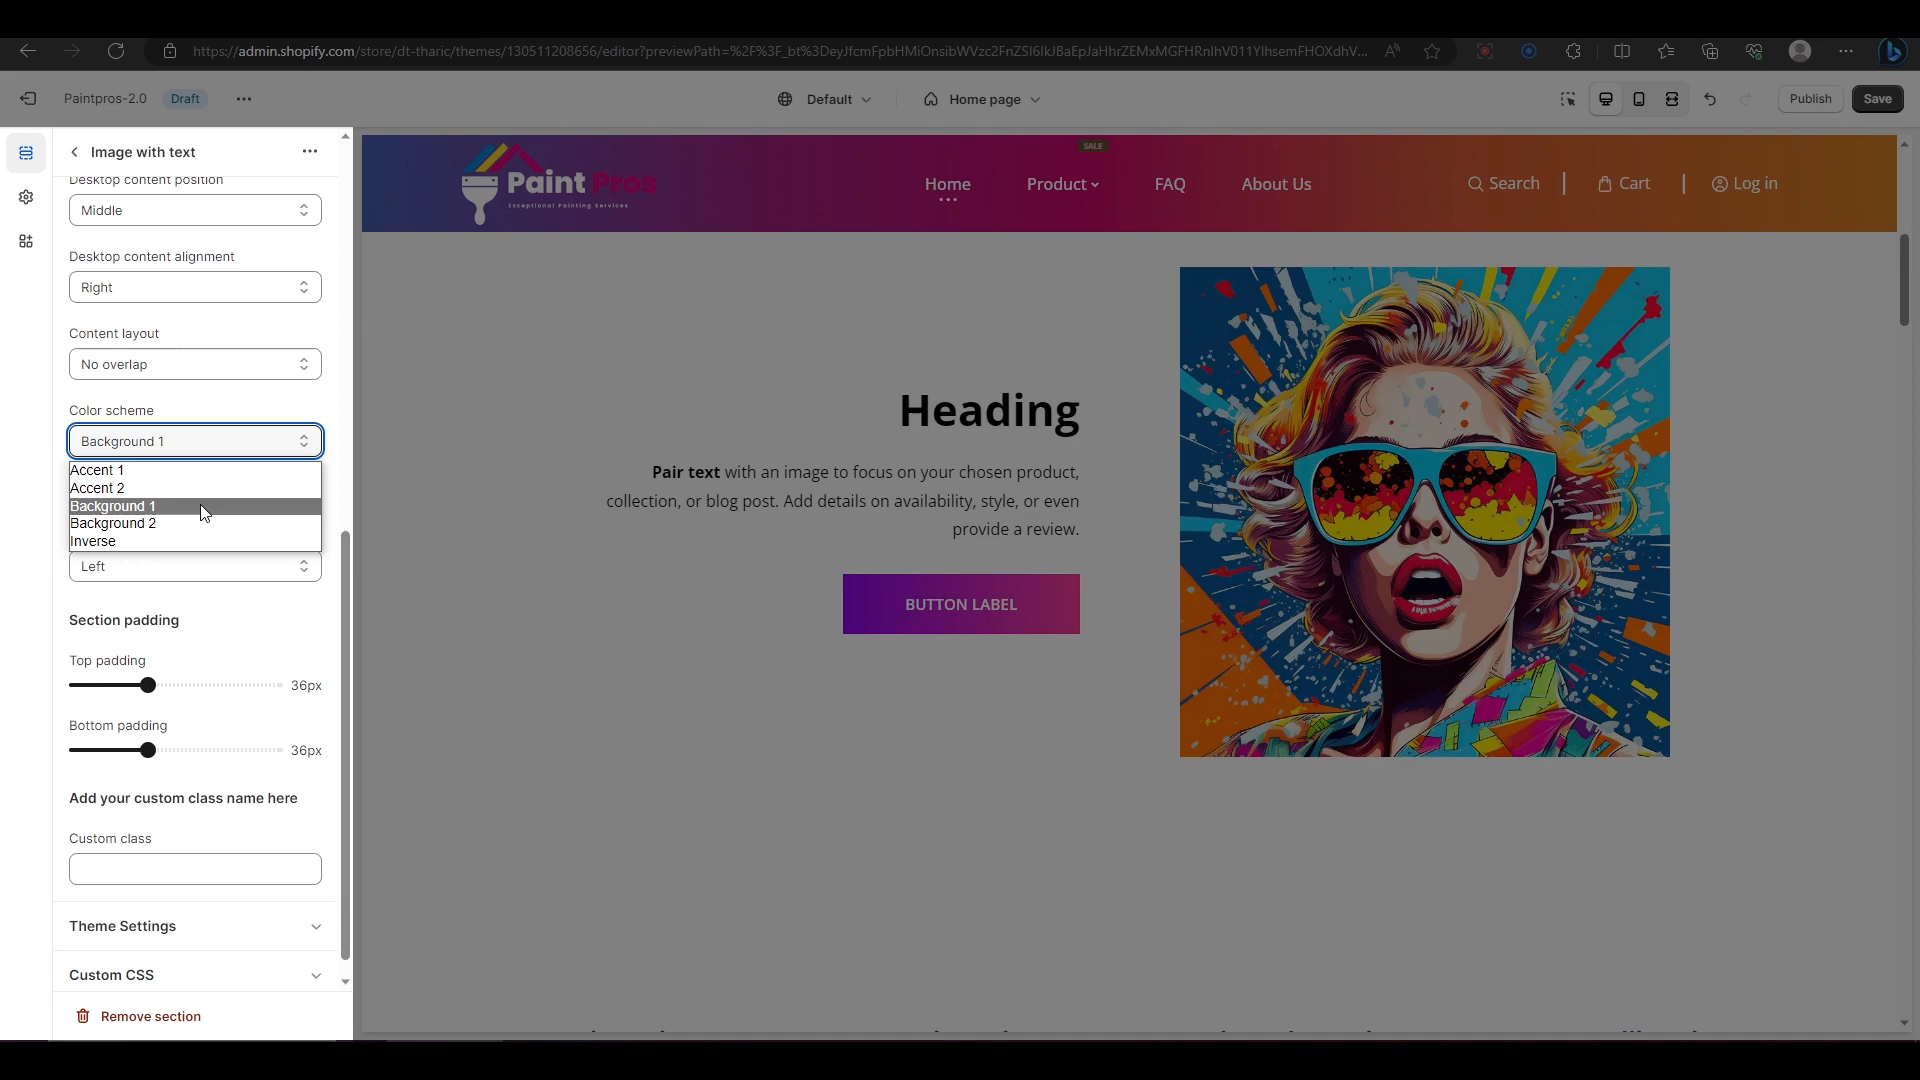 https://admin.shopify.com/store/dt-tharic/themes/130511208656/editor?previewPath=%2F%3F_bt%3DeyJfcmFpbHMiOnsibWVzc2FnZSI6IkJBaEpJaHhrZEMxMGFHRnlhV011YlhsemFHOXdhV...
Paintpros-2.0 Draft
Default
Home page
Publish
Save
Image with text
Desktop content position
Middle
Desktop content alignment
Right
Content layout
No overlap
Color scheme
Background 1
Accent 1
Accent 2
Background 1
Background 2
Inverse
Left
Section padding
Top padding
36px
Bottom padding
36px
Add your custom class name here
Custom class
Theme Settings
Custom CSS
Remove section
Paint Pros
Exceptional Painting Services
SALE
Home
Product
FAQ
About Us
Search
Cart
Log in
Heading
Pair text with an image to focus on your chosen product,
collection, or blog post. Add details on availability, style, or even
provide a review.
BUTTON LABEL